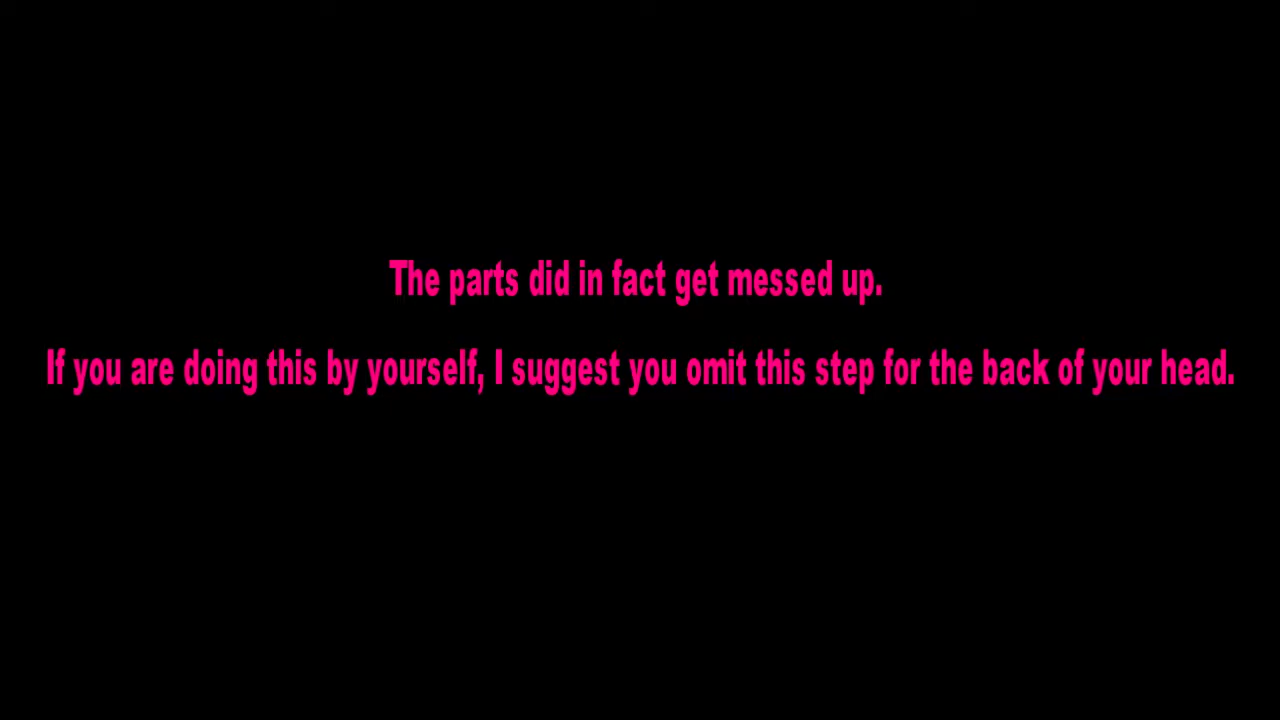 The parts did in fact get messed up.
If you are doing this by yourself, I suggest you omit this step for the back of your head.